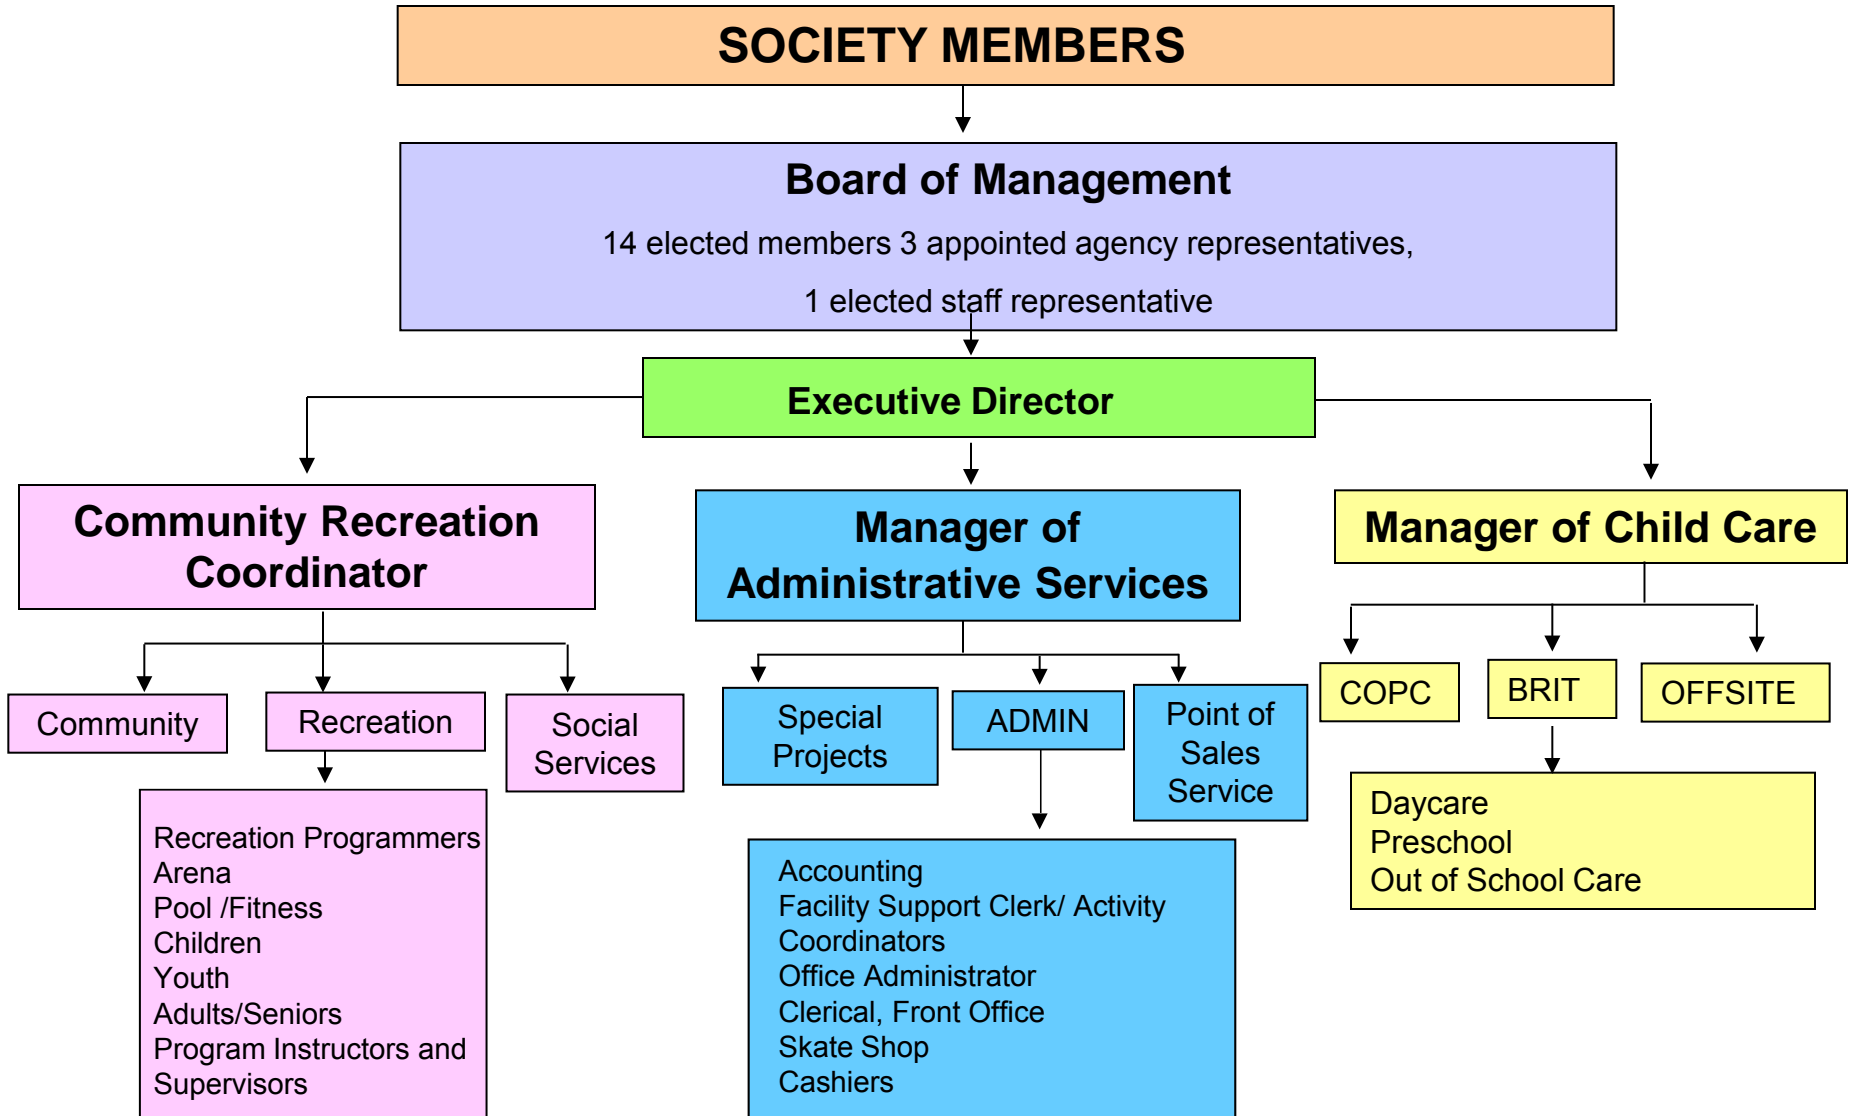 SOCIETY MEMBERS
Board of Management
14 elected members 3 appointed agency representatives,
1 elected staff representative
Executive Director
Community Recreation
Coordinator
Manager of
Administrative Services
Manager of Child Care
Community
Recreation
Social
Services
Special
Projects
ADMIN
Point of
Sales
Service
COPC
BRIT
OFFSITE
Recreation Programmers
Arena
Pool /Fitness
Children
Youth
Adults/Seniors
Program Instructors and
Supervisors
Accounting
Facility Support Clerk/ Activity
Coordinators
Office Administrator
Clerical, Front Office
Skate Shop
Cashiers
Daycare
Preschool
Out of School Care